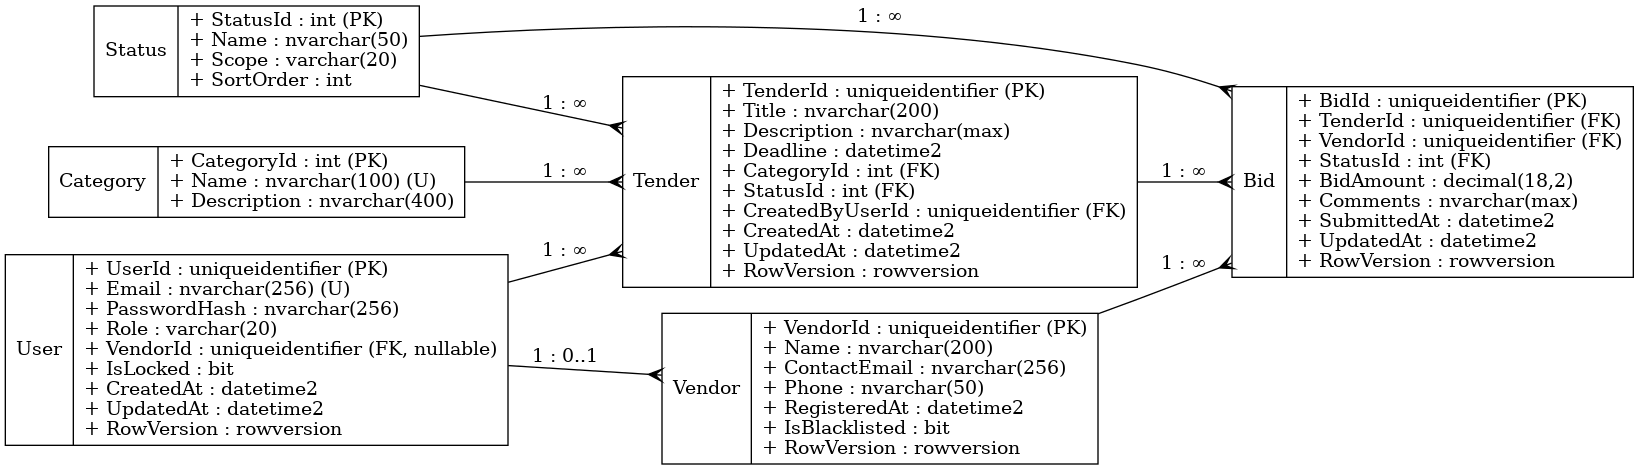 Status
+ StatusId : int (PK)
+ Name : nvarchar(50)
+ Scope : varchar(20)
+ SortOrder : int
1 : ∞
1 : ∞
Category
+ CategoryId : int (PK)
+ Name : nvarchar(100) (U)
+ Description : nvarchar(400)
1 : ∞
User
+ UserId : uniqueidentifier (PK)
+ Email : nvarchar(256) (U)
+ PasswordHash : nvarchar(256)
+ Role : varchar(20)
+ VendorId : uniqueidentifier (FK, nullable)
+ IsLocked : bit
+ CreatedAt : datetime2
+ UpdatedAt : datetime2
+ RowVersion : rowversion
1 : ∞
1 : 0..1
Tender
+ TenderId : uniqueidentifier (PK)
+ Title : nvarchar(200)
+ Description : nvarchar(max)
+ Deadline : datetime2
+ CategoryId : int (FK)
+ StatusId : int (FK)
+ CreatedByUserId : uniqueidentifier (FK)
+ CreatedAt : datetime2
+ UpdatedAt : datetime2
+ RowVersion : rowversion
1 : ∞
Vendor
+ VendorId : uniqueidentifier (PK)
+ Name : nvarchar(200)
+ ContactEmail : nvarchar(256)
+ Phone : nvarchar(50)
+ RegisteredAt : datetime2
+ IsBlacklisted : bit
+ RowVersion : rowversion
1 : ∞
Bid
+ BidId : uniqueidentifier (PK)
+ TenderId : uniqueidentifier (FK)
+ VendorId : uniqueidentifier (FK)
+ StatusId : int (FK)
+ BidAmount : decimal(18,2)
+ Comments : nvarchar(max)
+ SubmittedAt : datetime2
+ UpdatedAt : datetime2
+ RowVersion : rowversion